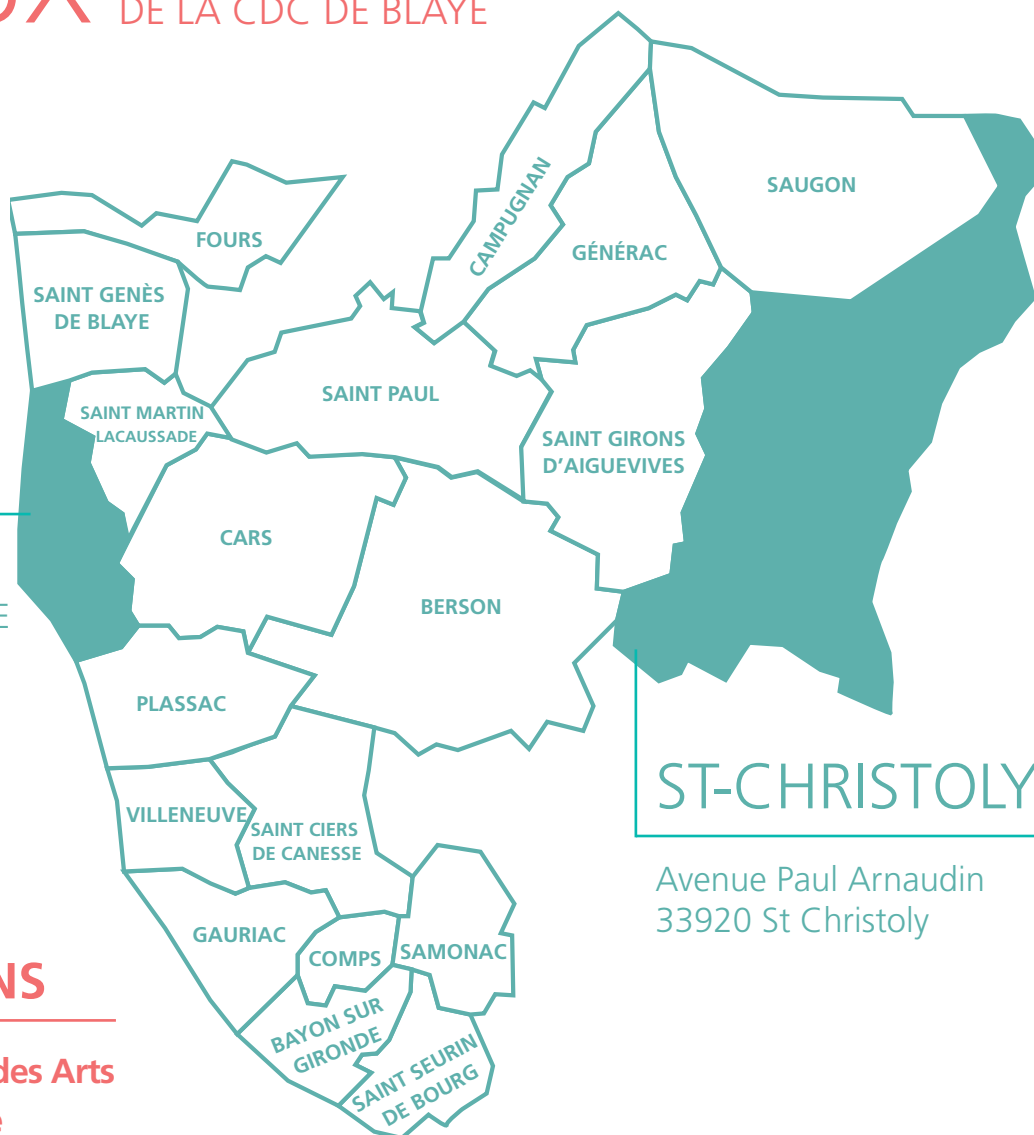 DE LA CDC DE BLAYE
SAUGON
CAMPUGNAN
GÉNÉRAC
FOURS
SAINT GENÈS
DE BLAYE
SAINT PAUL
SAINT MARTIN
LACAUSSADE
SAINT GIRONS
D'AIGUEVIVES
CARS
BERSON
E
PLASSAC
VILLENEUVE
SAINT CIERS
DE CANESSE
ST-CHRISTOLY
Avenue Paul Arnaudin
33920 St Christoly
GAURIAC
COMPS
SAMONAC
NS
BAYON SUR
GIRONDE
SAINT SEURIN
DE BOURG
des Arts